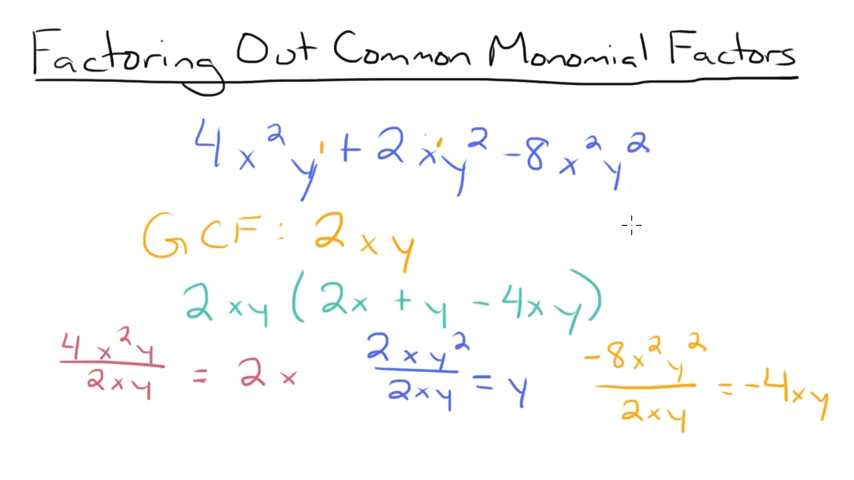 Factoring Out Common Monomial Factors
4x²y¹ + 2x¹y² - 8x²y²
GCF: 2xy
2xy (2x + y - 4xy)
4x²y / 2xy = 2x
2xy² / 2xy = y
-8x²y² / 2xy = -4xy